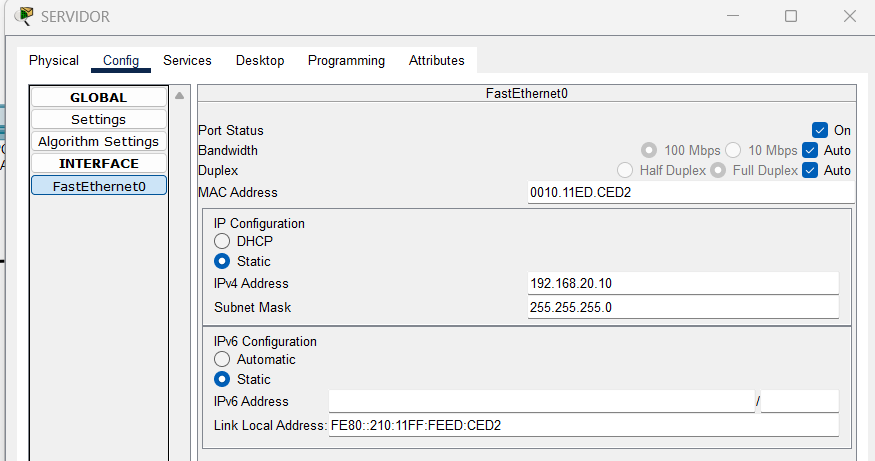 SERVIDOR
Physical Config Services Desktop Programming Attributes
GLOBAL
Settings
Algorithm Settings
INTERFACE
FastEthernet0
FastEthernet0
Port Status On
Bandwidth 100 Mbps 10 Mbps Auto
Duplex Half Duplex Full Duplex Auto
MAC Address 0010.11ED.CED2
IP Configuration
DHCP
Static
IPv4 Address 192.168.20.10
Subnet Mask 255.255.255.0
IPv6 Configuration
Automatic
Static
IPv6 Address /
Link Local Address: FE80::210:11FF:FEED:CED2